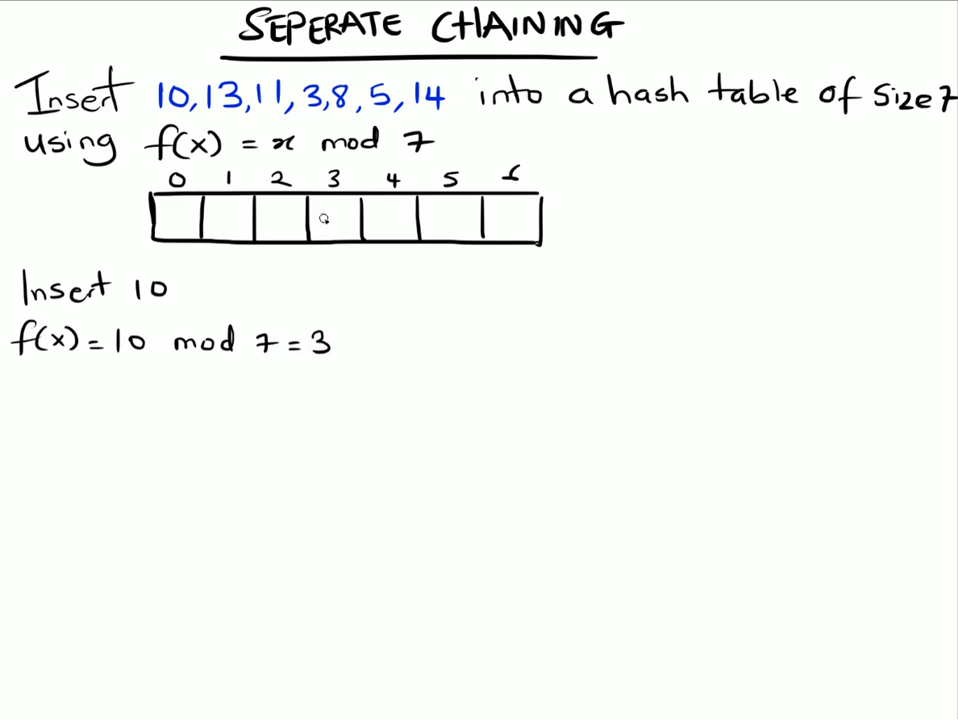 SEPERATE CHAINING
Insert 10,13,11,3,8,5,14 into a hash table of size 7
using f(x) = x mod 7
0 1 2 3 4 5 6
Insert 10
f(x) = 10 mod 7 = 3